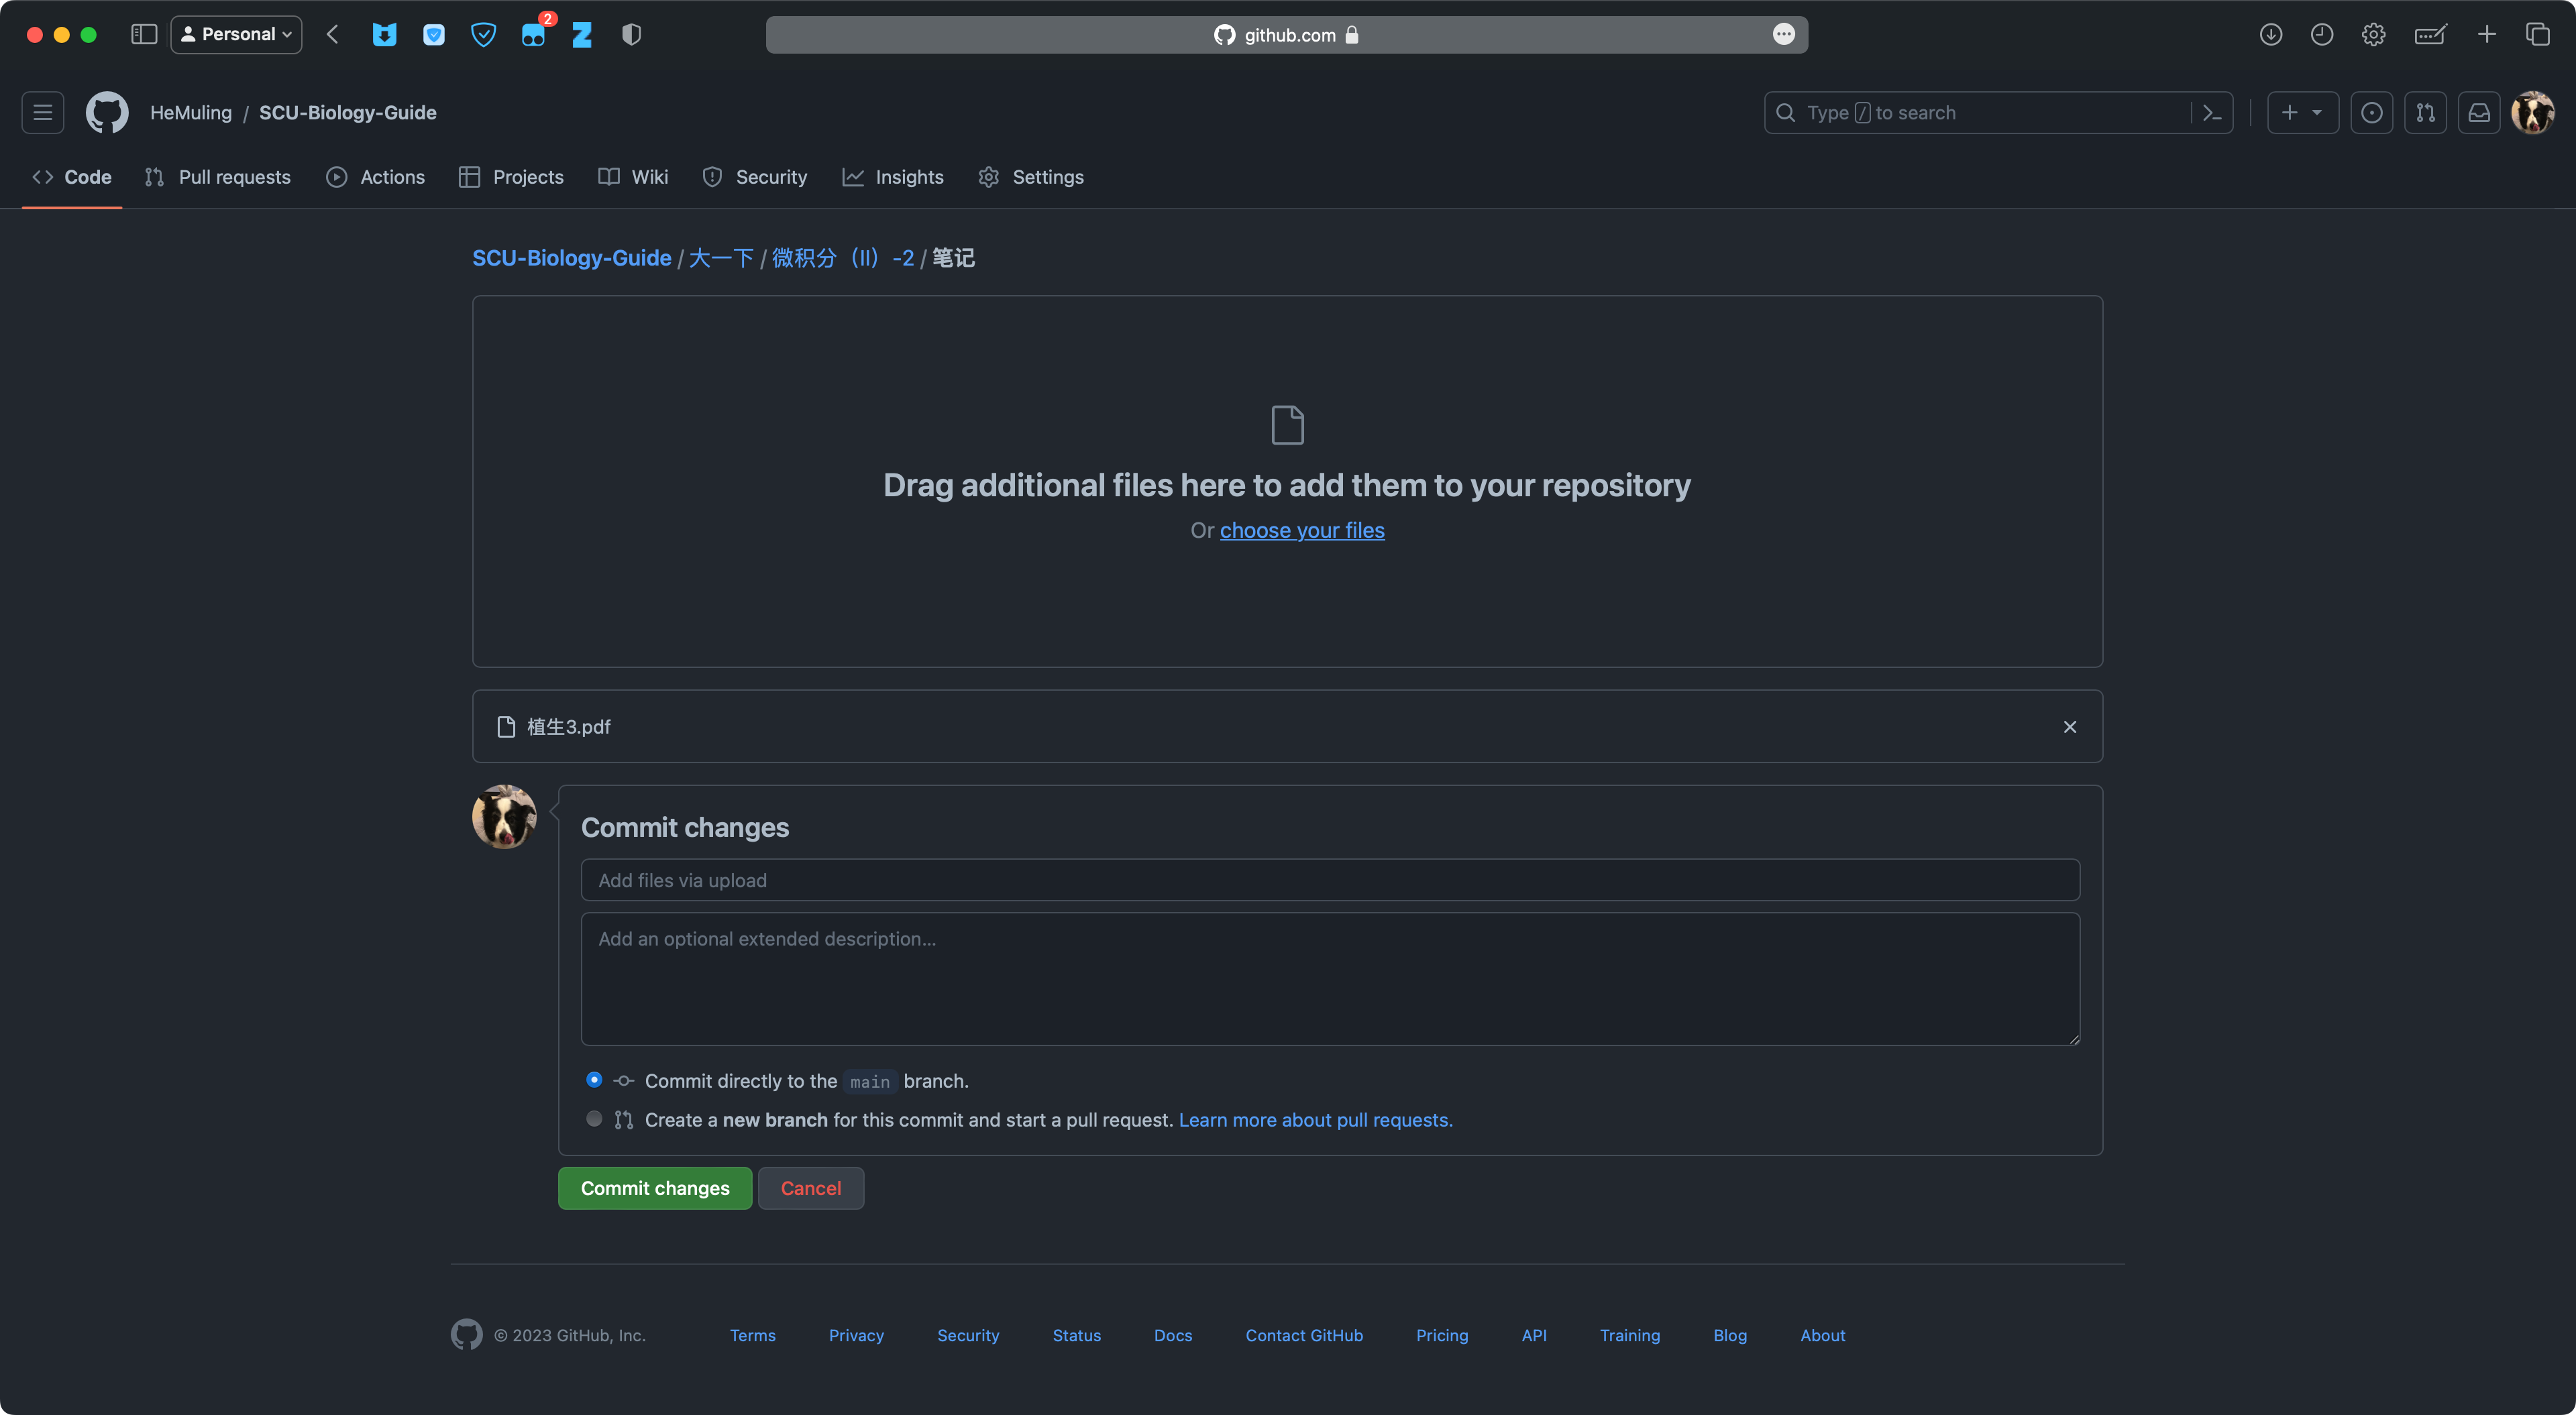 Personal
2
github.com
HeMuling / SCU-Biology-Guide
Type / to search
Code Pull requests Actions Projects Wiki Security Insights Settings
SCU-Biology-Guide / 大一下 / 微积分（II）-2 / 笔记
Drag additional files here to add them to your repository
Or choose your files
植生3.pdf
Commit changes
Add files via upload
Add an optional extended description...
Commit directly to the main branch.
Create a new branch for this commit and start a pull request. Learn more about pull requests.
Commit changes Cancel
© 2023 GitHub, Inc. Terms Privacy Security Status Docs Contact GitHub Pricing API Training Blog About